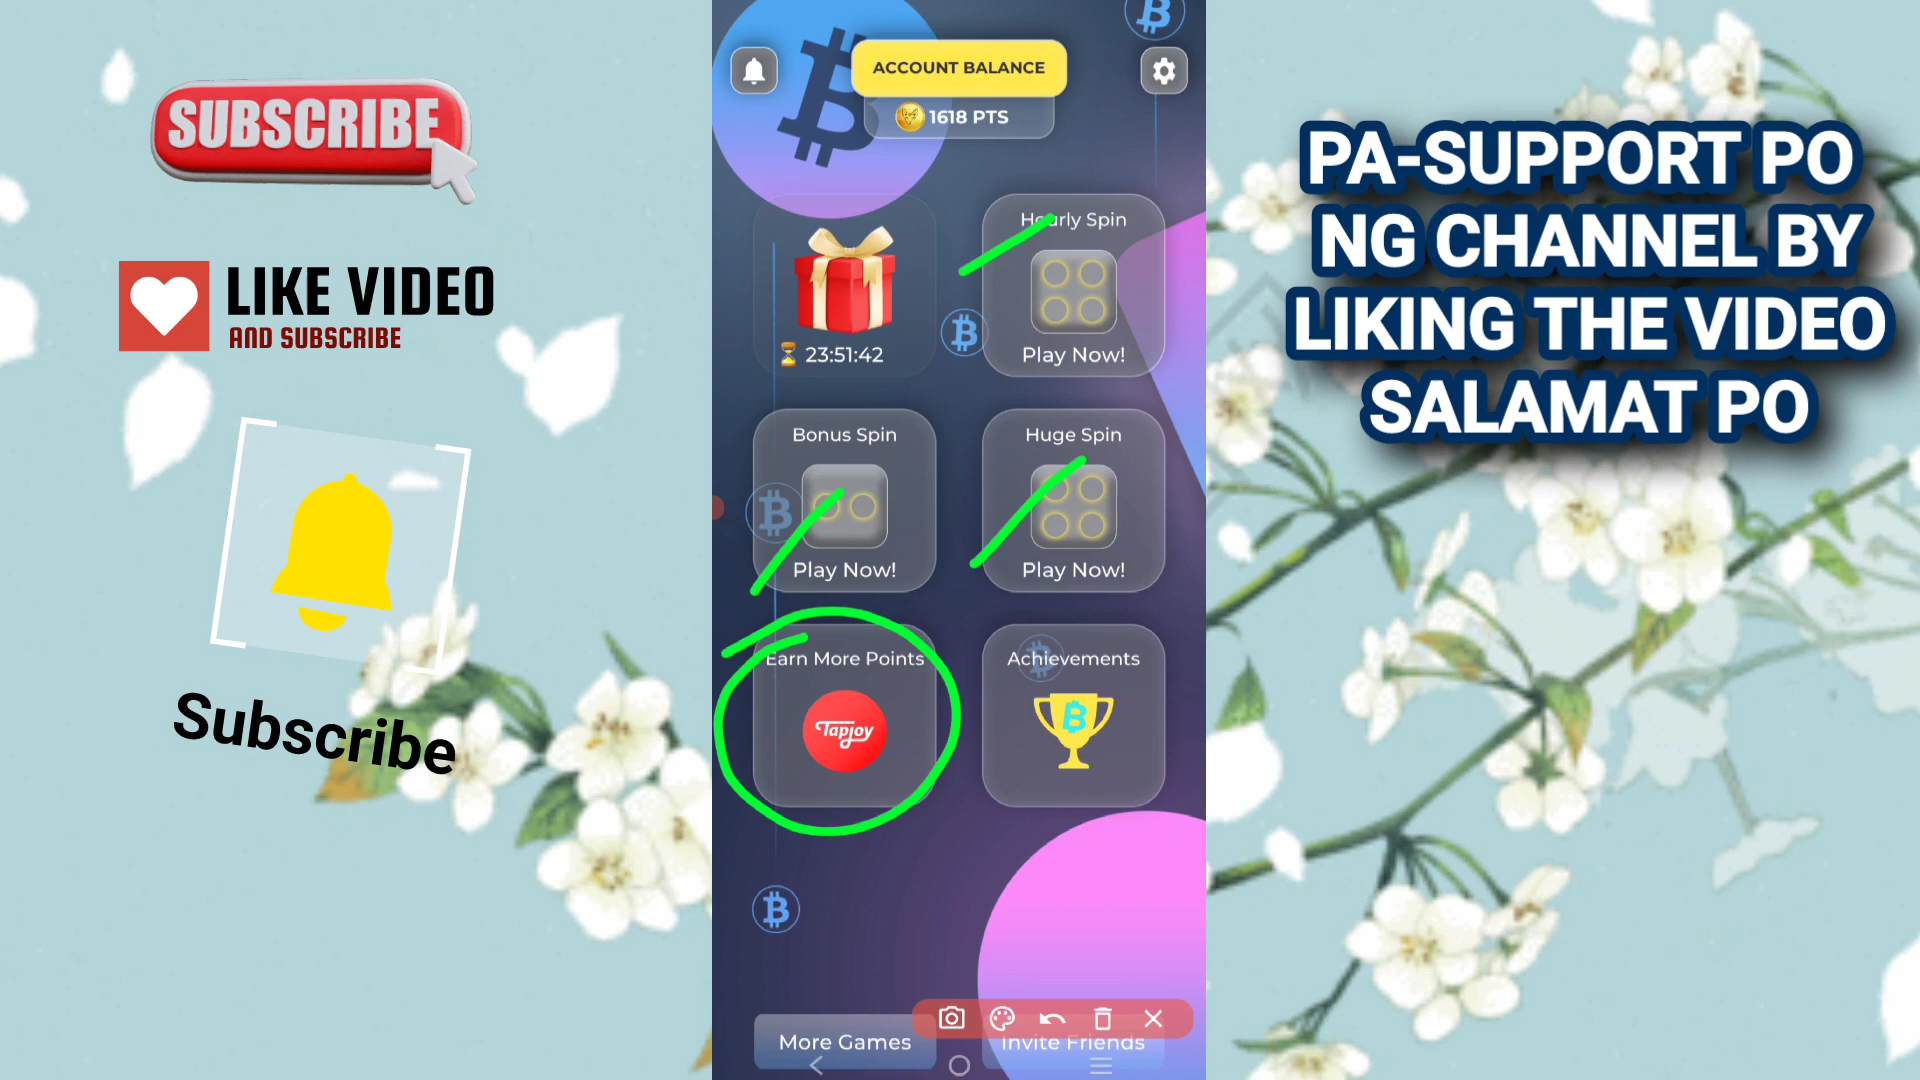 SUBSCRIBE
LIKE VIDEO
AND SUBSCRIBE
Subscribe
ACCOUNT BALANCE
1618 PTS
23:51:42
Hourly Spin
Play Now!
Bonus Spin
Play Now!
Huge Spin
Play Now!
Earn More Points
Tapjoy
Achievements
More Games
Invite Friends
PA-SUPPORT PO
NG CHANNEL BY
LIKING THE VIDEO
SALAMAT PO